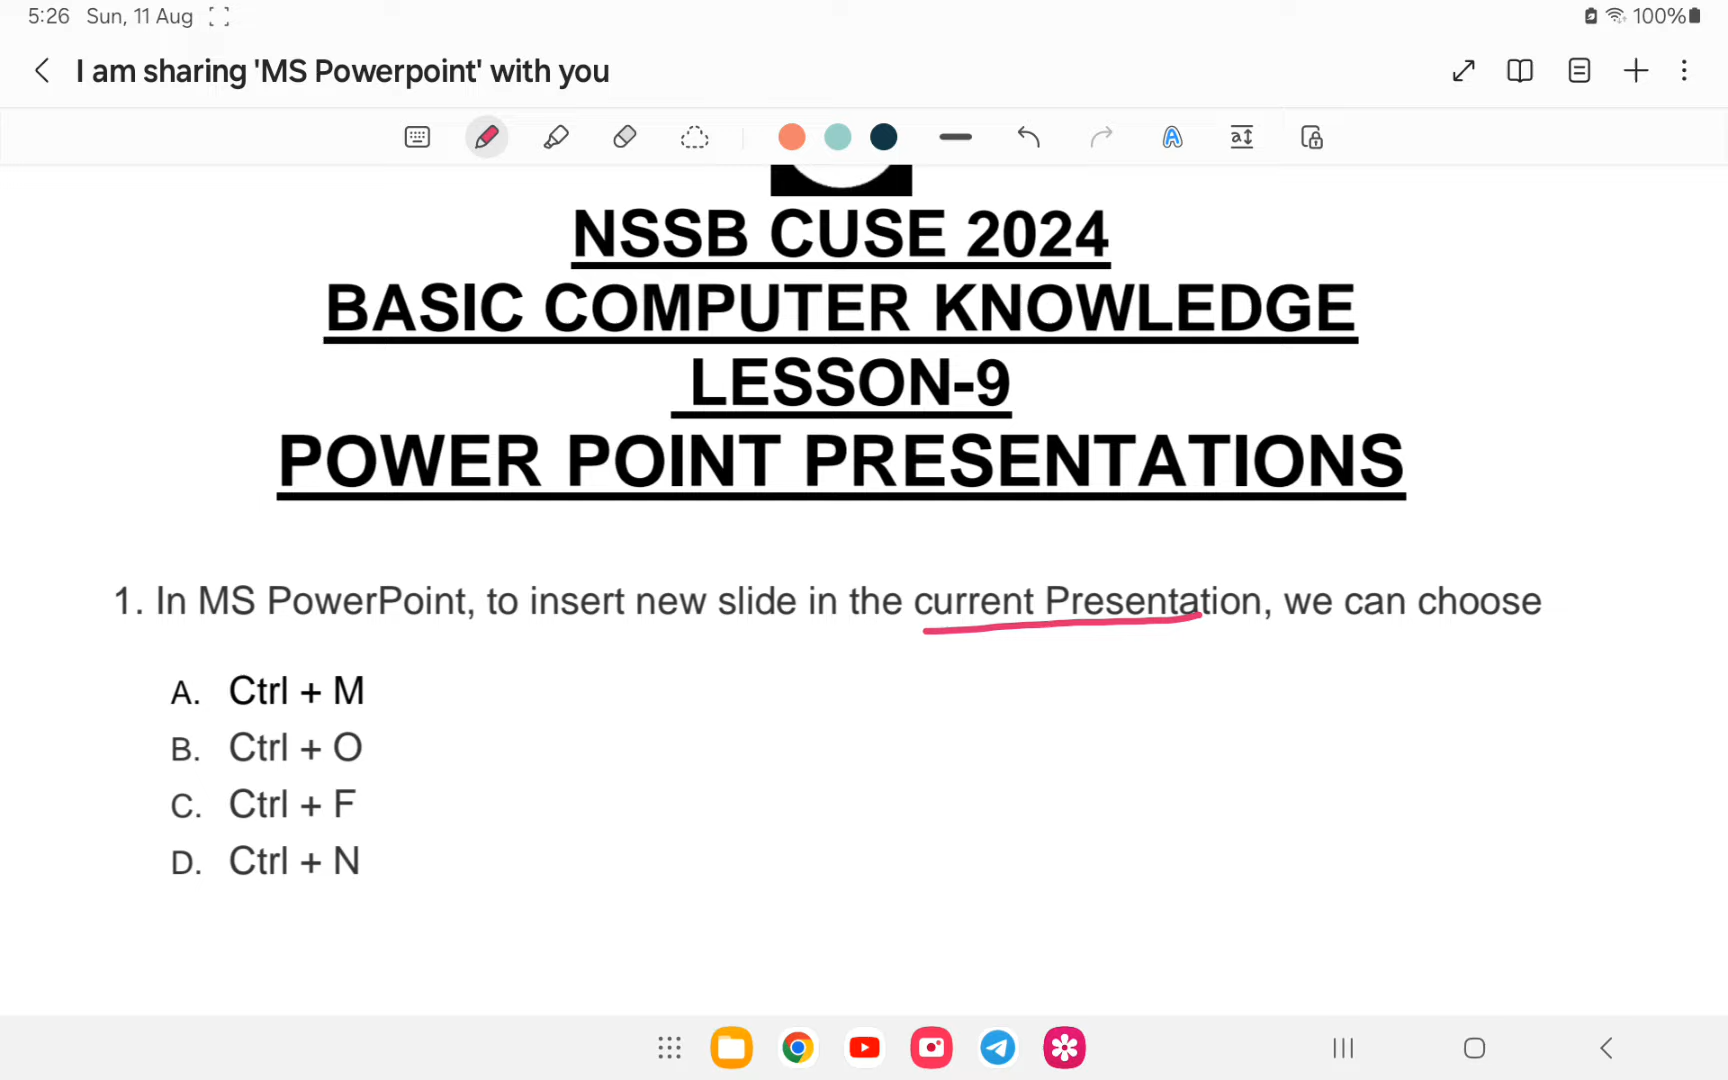 5:26 Sun, 11 Aug 100%
I am sharing 'MS Powerpoint' with you
NSSB CUSE 2024
BASIC COMPUTER KNOWLEDGE
LESSON-9
POWER POINT PRESENTATIONS
1. In MS PowerPoint, to insert new slide in the current Presentation, we can choose
A. Ctrl + M
B. Ctrl + O
C. Ctrl + F
D. Ctrl + N